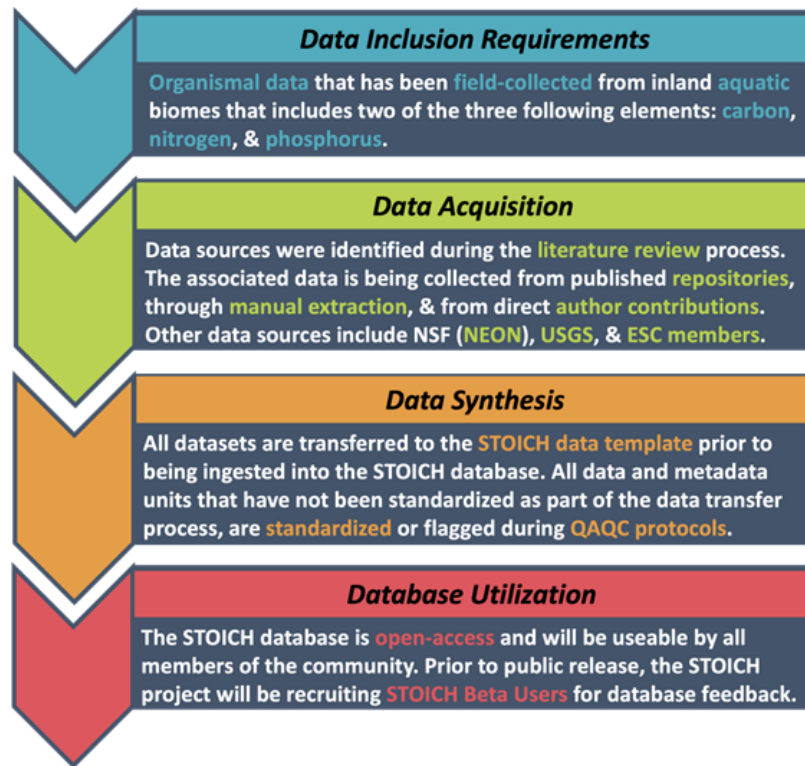 Data Inclusion Requirements
Organismal data that has been field-collected from inland aquatic
biomes that includes two of the three following elements: carbon,
nitrogen, & phosphorus.
Data Acquisition
Data sources were identified during the literature review process.
The associated data is being collected from published repositories,
through manual extraction, & from direct author contributions.
Other data sources include NSF (NEON), USGS, & ESC members.
Data Synthesis
All datasets are transferred to the STOICH data template prior to
being ingested into the STOICH database. All data and metadata
units that have not been standardized as part of the data transfer
process, are standardized or flagged during QAQC protocols.
Database Utilization
The STOICH database is open-access and will be useable by all
members of the community. Prior to public release, the STOICH
project will be recruiting STOICH Beta Users for database feedback.